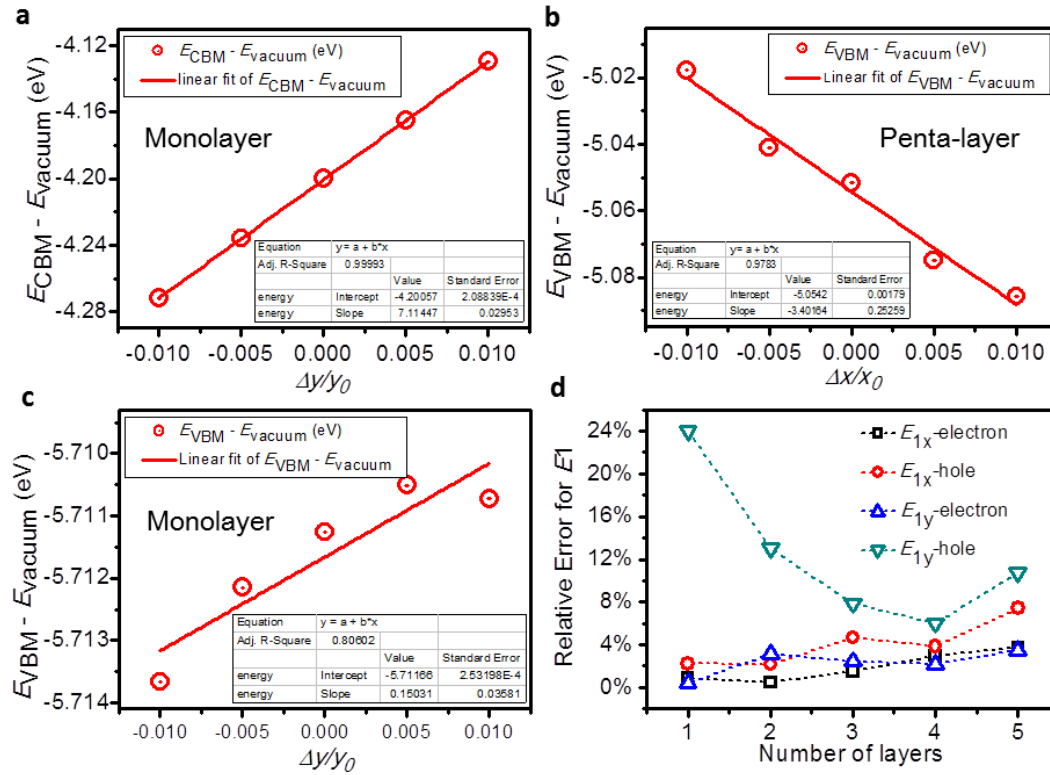 a
E_CBM - E_vacuum (eV)
linear fit of E_CBM - E_vacuum
Monolayer
E_CBM - E_vacuum (eV)
-4.12
-4.16
-4.20
-4.24
-4.28
Equation y = a + b*x
Adj. R-Square 0.99993
Value Standard Error
energy Intercept -4.20057 2.08839E-4
energy Slope 7.11447 0.02953
-0.010 -0.005 0.000 0.005 0.010
Δy/y_0
b
E_VBM - E_vacuum (eV)
Linear fit of E_VBM - E_vacuum
Penta-layer
E_VBM - E_vacuum (eV)
-5.02
-5.04
-5.06
-5.08
Equation y = a + b*x
Adj. R-Square 0.9783
Value Standard Error
energy Intercept -5.0542 0.00179
energy Slope -3.40164 0.25259
-0.010 -0.005 0.000 0.005 0.010
Δx/x_0
c
E_VBM - E_vacuum (eV)
Linear fit of E_VBM - E_vacuum
Monolayer
E_VBM - E_vacuum (eV)
-5.710
-5.711
-5.712
-5.713
-5.714
Equation y = a + b*x
Adj. R-Square 0.80602
Value Standard Error
energy Intercept -5.71166 2.53198E-4
energy Slope 0.15031 0.03581
-0.010 -0.005 0.000 0.005 0.010
Δy/y_0
d
E_1x-electron
E_1x-hole
E_1y-electron
E_1y-hole
Relative Error for E1
24%
20%
16%
12%
8%
4%
0%
1 2 3 4 5
Number of layers